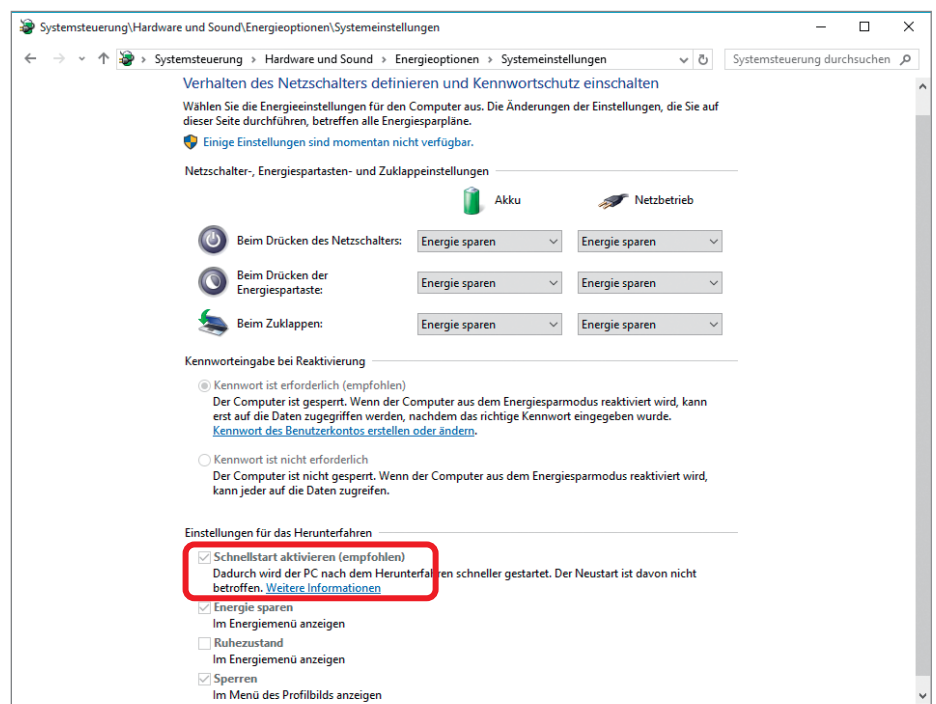 Systemsteuerung\Hardware und Sound\Energieoptionen\Systemeinstellungen
Systemsteuerung › Hardware und Sound › Energieoptionen › Systemeinstellungen
Systemsteuerung durchsuchen
Verhalten des Netzschalters definieren und Kennwortschutz einschalten
Wählen Sie die Energieeinstellungen für den Computer aus. Die Änderungen der Einstellungen, die Sie auf
dieser Seite durchführen, betreffen alle Energiesparpläne.
Einige Einstellungen sind momentan nicht verfügbar.
Netzschalter-, Energiespartasten- und Zuklappeinstellungen
Akku Netzbetrieb
Beim Drücken des Netzschalters: Energie sparen Energie sparen
Beim Drücken der
Energiespartaste: Energie sparen Energie sparen
Beim Zuklappen: Energie sparen Energie sparen
Kennworteingabe bei Reaktivierung
Kennwort ist erforderlich (empfohlen)
Der Computer ist gesperrt. Wenn der Computer aus dem Energiesparmodus reaktiviert wird, kann
erst auf die Daten zugegriffen werden, nachdem das richtige Kennwort eingegeben wurde.
Kennwort des Benutzerkontos erstellen oder ändern.
Kennwort ist nicht erforderlich
Der Computer ist nicht gesperrt. Wenn der Computer aus dem Energiesparmodus reaktiviert wird,
kann jeder auf die Daten zugreifen.
Einstellungen für das Herunterfahren
Schnellstart aktivieren (empfohlen)
Dadurch wird der PC nach dem Herunterfahren schneller gestartet. Der Neustart ist davon nicht
betroffen. Weitere Informationen
Energie sparen
Im Energiemenü anzeigen
Ruhezustand
Im Energiemenü anzeigen
Sperren
Im Menü des Profilbilds anzeigen